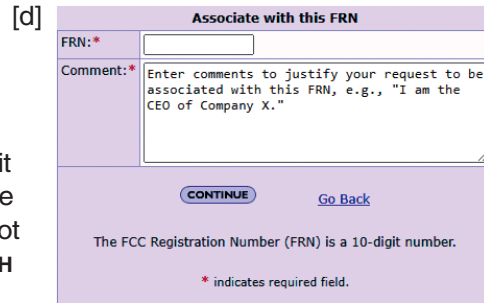 [d]
Associate with this FRN
FRN:*
Comment:*
Enter comments to justify your request to be
associated with this FRN, e.g., "I am the
CEO of Company X."
it
e
ot
H
CONTINUE
Go Back
The FCC Registration Number (FRN) is a 10-digit number.
* indicates required field.